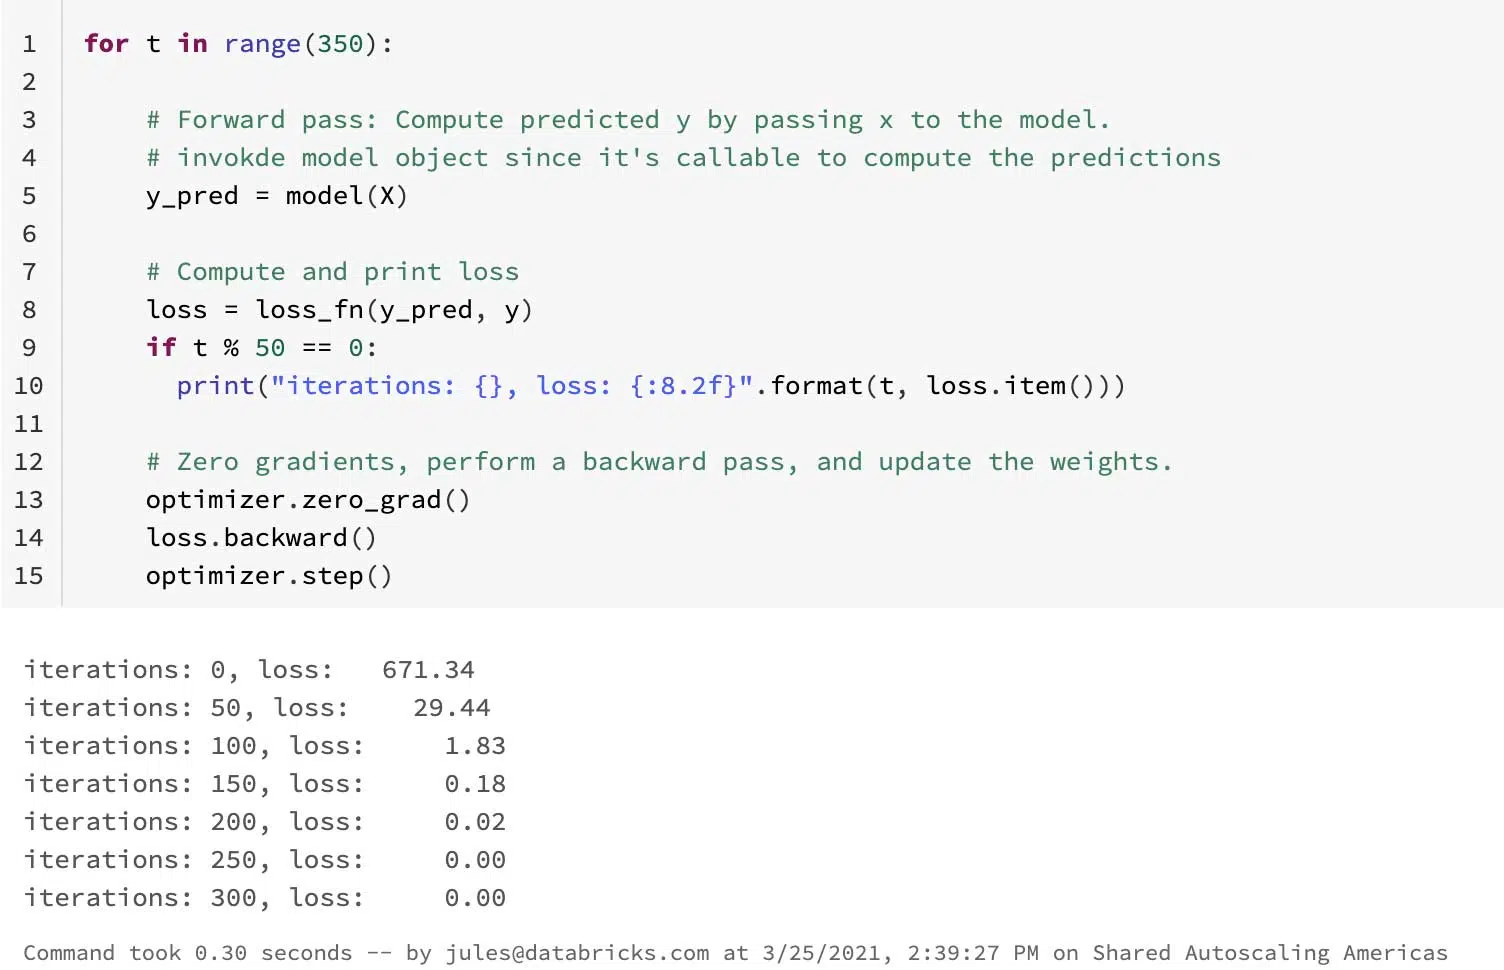 1 for t in range(350):
2
3 # Forward pass: Compute predicted y by passing x to the model.
4 # invokde model object since it's callable to compute the predictions
5 y_pred = model(X)
6
7 # Compute and print loss
8 loss = loss_fn(y_pred, y)
9 if t % 50 == 0:
10 print("iterations: {}, loss: {:8.2f}".format(t, loss.item()))
11
12 # Zero gradients, perform a backward pass, and update the weights.
13 optimizer.zero_grad()
14 loss.backward()
15 optimizer.step()
iterations: 0, loss:   671.34
iterations: 50, loss:    29.44
iterations: 100, loss:     1.83
iterations: 150, loss:     0.18
iterations: 200, loss:     0.02
iterations: 250, loss:     0.00
iterations: 300, loss:     0.00
Command took 0.30 seconds -- by jules@databricks.com at 3/25/2021, 2:39:27 PM on Shared Autoscaling Americas